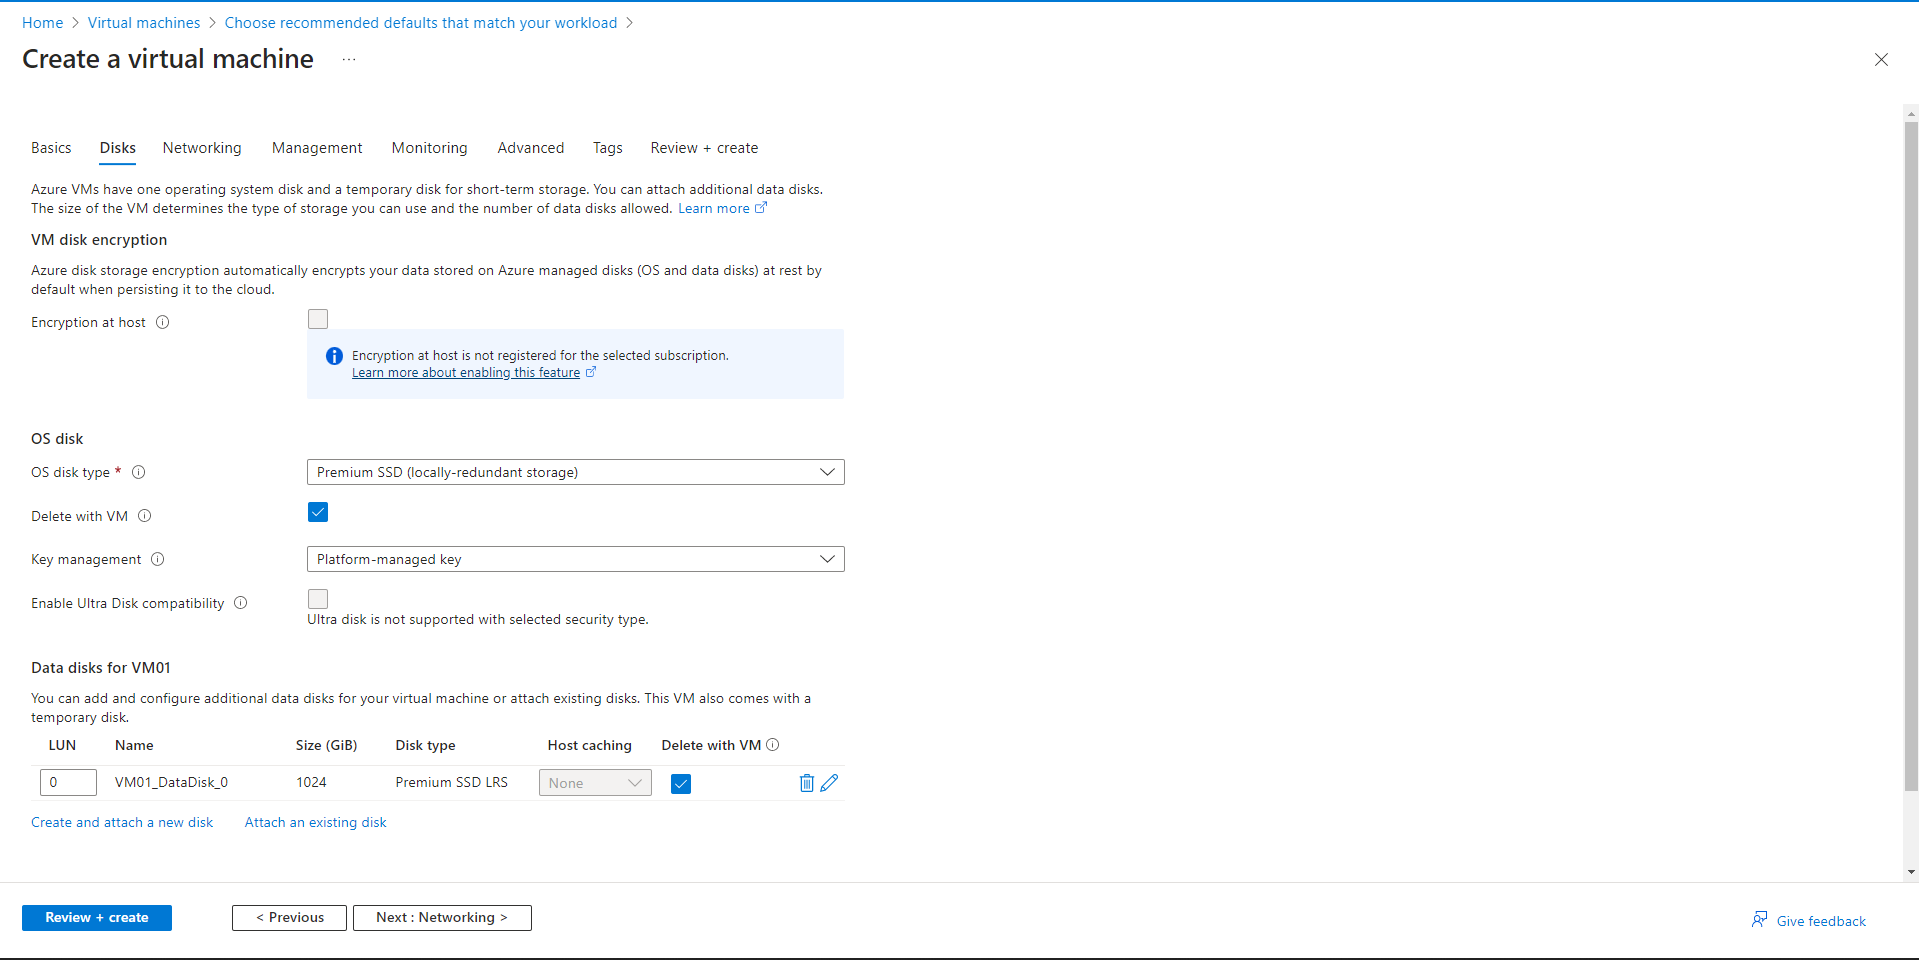 Home > Virtual machines > Choose recommended defaults that match your workload >
Create a virtual machine ...
Basics Disks Networking Management Monitoring Advanced Tags Review + create
Azure VMs have one operating system disk and a temporary disk for short-term storage. You can attach additional data disks.
The size of the VM determines the type of storage you can use and the number of data disks allowed. Learn more
VM disk encryption
Azure disk storage encryption automatically encrypts your data stored on Azure managed disks (OS and data disks) at rest by
default when persisting it to the cloud.
Encryption at host
Encryption at host is not registered for the selected subscription.
Learn more about enabling this feature
OS disk
OS disk type * Premium SSD (locally-redundant storage)
Delete with VM
Key management Platform-managed key
Enable Ultra Disk compatibility
Ultra disk is not supported with selected security type.
Data disks for VM01
You can add and configure additional data disks for your virtual machine or attach existing disks. This VM also comes with a
temporary disk.
LUN Name Size (GiB) Disk type Host caching Delete with VM
0 VM01_DataDisk_0 1024 Premium SSD LRS None
Create and attach a new disk Attach an existing disk
Review + create < Previous Next : Networking > Give feedback